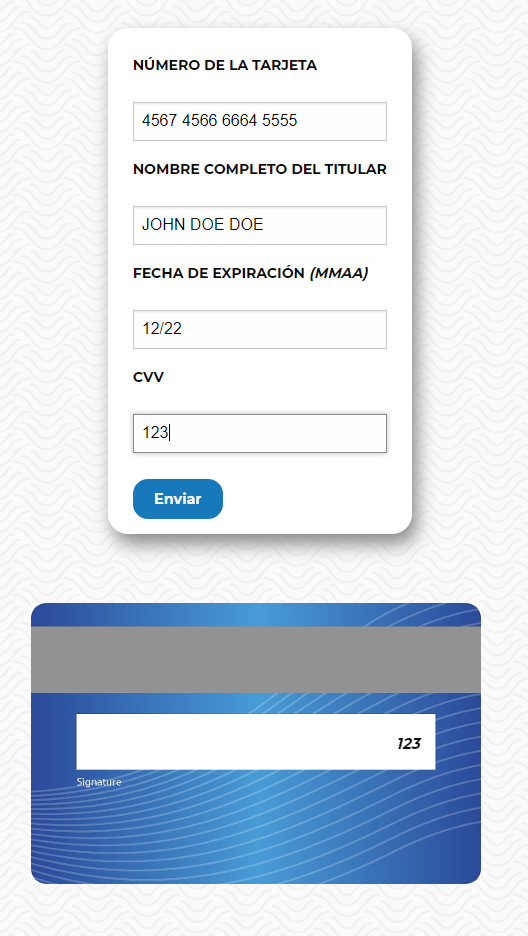 NÚMERO DE LA TARJETA
4567 4566 6664 5555
NOMBRE COMPLETO DEL TITULAR
JOHN DOE DOE
FECHA DE EXPIRACIÓN (MMAA)
12/22
CVV
123
Enviar
123
Signature